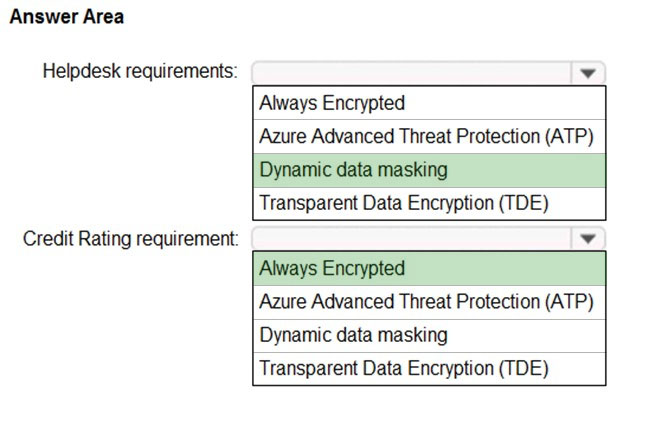 Answer Area
Helpdesk requirements:
Always Encrypted
Azure Advanced Threat Protection (ATP)
Dynamic data masking
Transparent Data Encryption (TDE)
Credit Rating requirement:
Always Encrypted
Azure Advanced Threat Protection (ATP)
Dynamic data masking
Transparent Data Encryption (TDE)